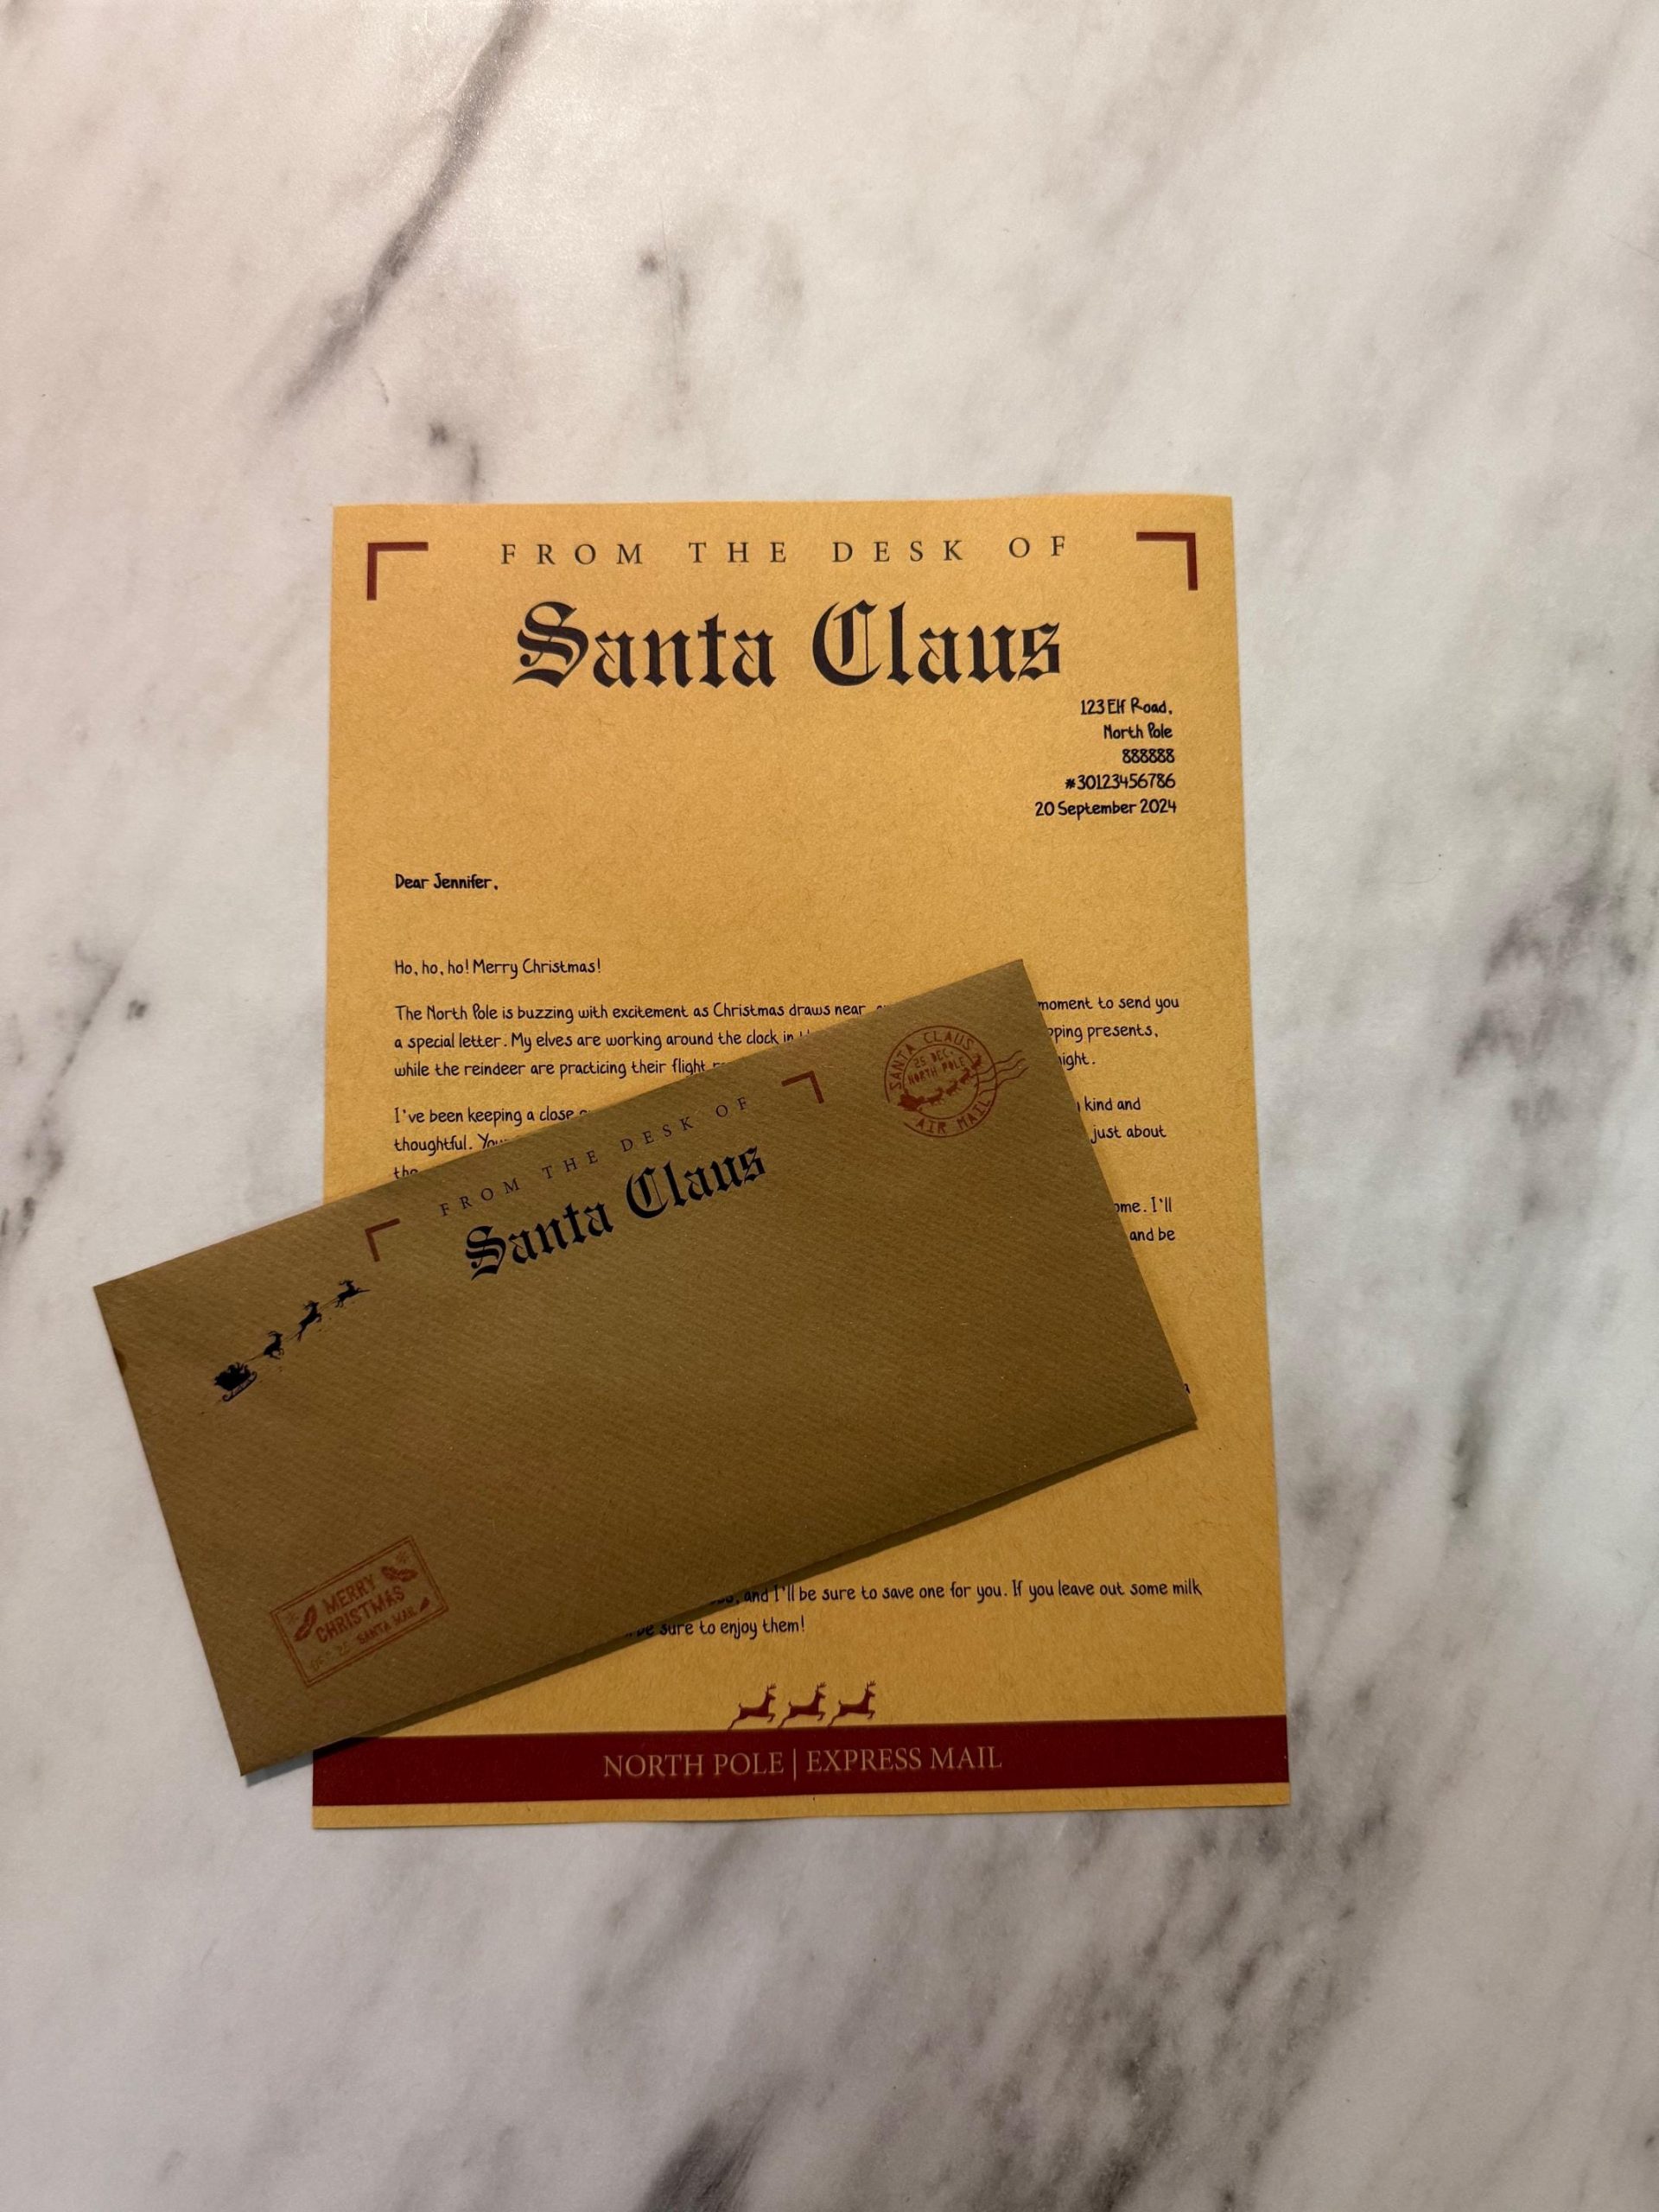 FROM THE DESK OF
Santa Claus
123 Elf Road,
North Pole
888888
#30123456786
20 September 2024
Dear Jennifer,
Ho, ho, ho! Merry Christmas!
The North Pole is buzzing with excitement as Christmas draws near, moment to send you
a special letter. My elves are working around the clock in presents,
while the reindeer are practicing their flight
I've been keeping a close kind and
thoughtful. just about
I'll
and be
and I'll be sure to save one for you. If you leave out some milk
be sure to enjoy them!
NORTH POLE | EXPRESS MAIL
FROM THE DESK OF
Santa Claus
SANTA CLAUS
25 DEC.
NORTH POLE
AIR MAIL
MERRY
CHRISTMAS
SANTA MAIL